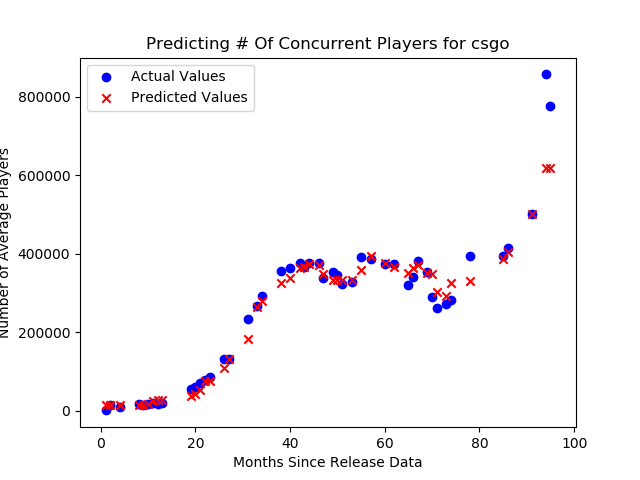 Predicting # Of Concurrent Players for csgo
Actual Values
Predicted Values
Number of Average Players
800000
600000
400000
200000
0
0 20 40 60 80 100
Months Since Release Data